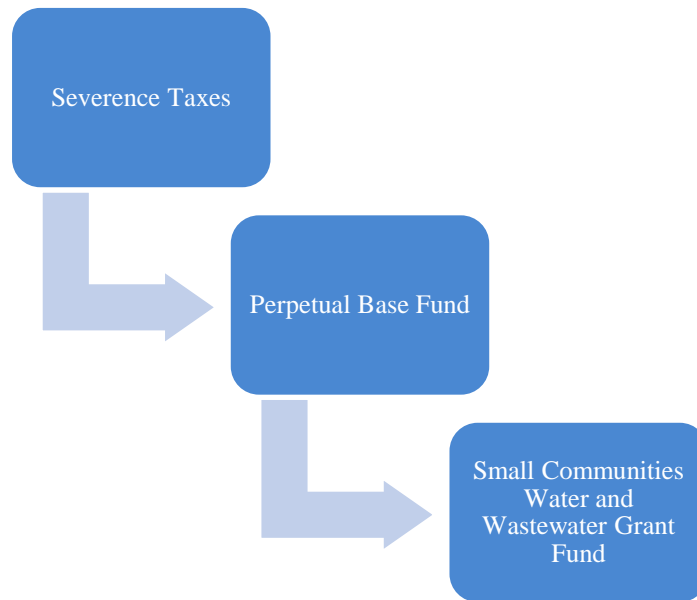 Severence Taxes
Perpetual Base Fund
Small Communities
Water and
Wastewater Grant
Fund